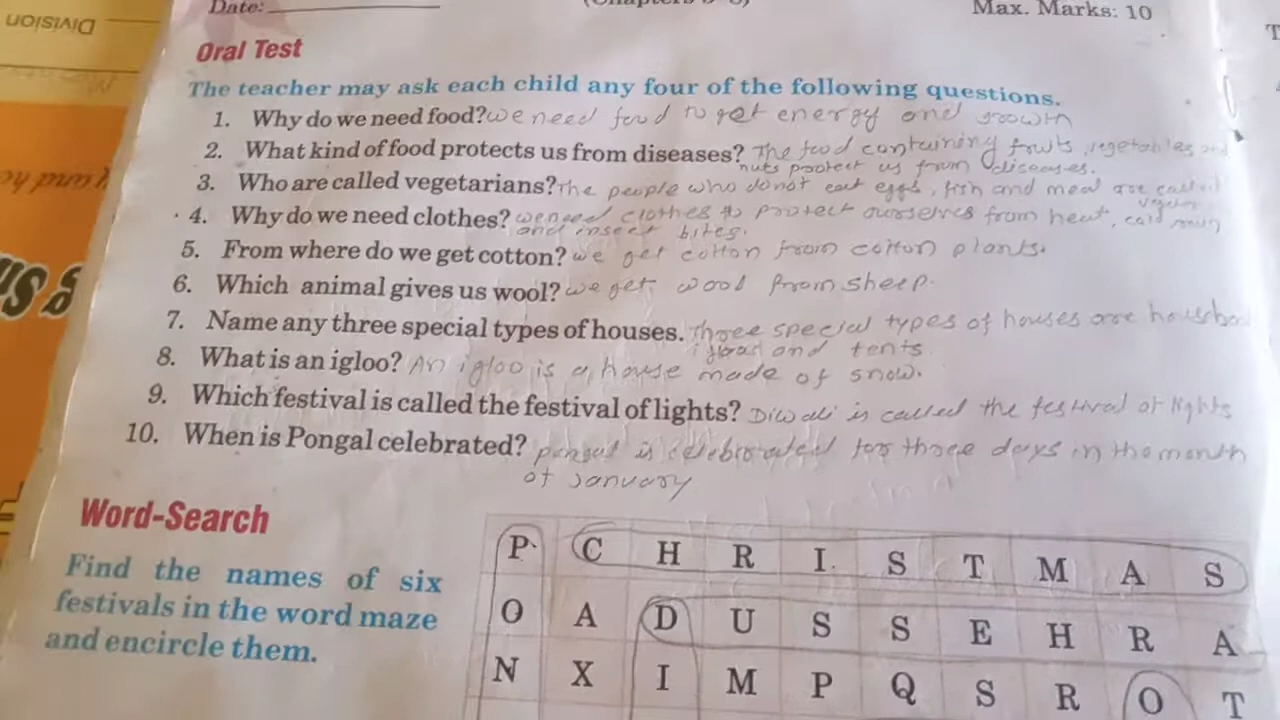 Division
Date:
Max. Marks: 10
Oral Test
The teacher may ask each child any four of the following questions.
1. Why do we need food? we need food to get energy and growth
2. What kind of food protects us from diseases? The food containing fruits, vegetables and
nuts protect us from diseases.
3. Who are called vegetarians? The people who donot eat eggs, fish and meal are called
4. Why do we need clothes? we need clothes to protect ourselves from heat, cold rain
and insect bites.
5. From where do we get cotton? we get cotton from cotton plants.
6. Which animal gives us wool? we get wool from sheep.
7. Name any three special types of houses. Three special types of houses are
and tents
8. What is an igloo? An igloo is a house made of snow.
9. Which festival is called the festival of lights? Diwali is called the festival of lights
10. When is Pongal celebrated? pongal is celebrated for three days in the month
of January
Word-Search
Find the names of six
festivals in the word maze
and encircle them.
P C H R I S T M A S
O A D U S S E H R A
N X I M P Q S R O T